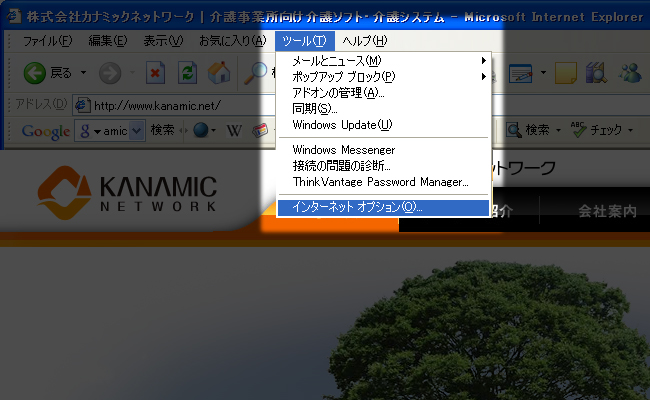 株式会社カナミックネットワーク | 介護事業所向け介護ソフト・介護システム - Microsoft Internet Explorer
ファイル(F) 編集(E) 表示(V) お気に入り(A) ツール(T) ヘルプ(H)
メールとニュース(M)
戻る
ポップアップ ブロック(P)
アドオンの管理(A)...
アドレス(D) http://www.kanamic.net/
同期(S)...
Windows Update(U)
Google g amic 検索 W 検索 ABC チェック
Windows Messenger
接続の問題の診断...
ットワーク
ThinkVantage Password Manager...
KANAMIC
NETWORK
インターネット オプション(O)...
紹介 会社案内